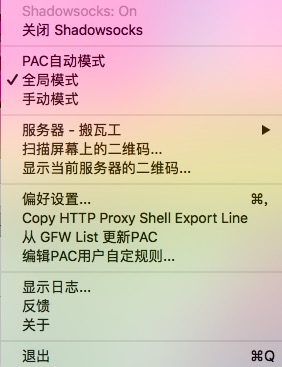 Shadowsocks: On
关闭 Shadowsocks
PAC自动模式
✓ 全局模式
手动模式
服务器 - 搬瓦工
扫描屏幕上的二维码...
显示当前服务器的二维码...
偏好设置... ⌘,
Copy HTTP Proxy Shell Export Line
从 GFW List 更新PAC
编辑PAC用户自定规则...
显示日志...
反馈
关于
退出 ⌘Q